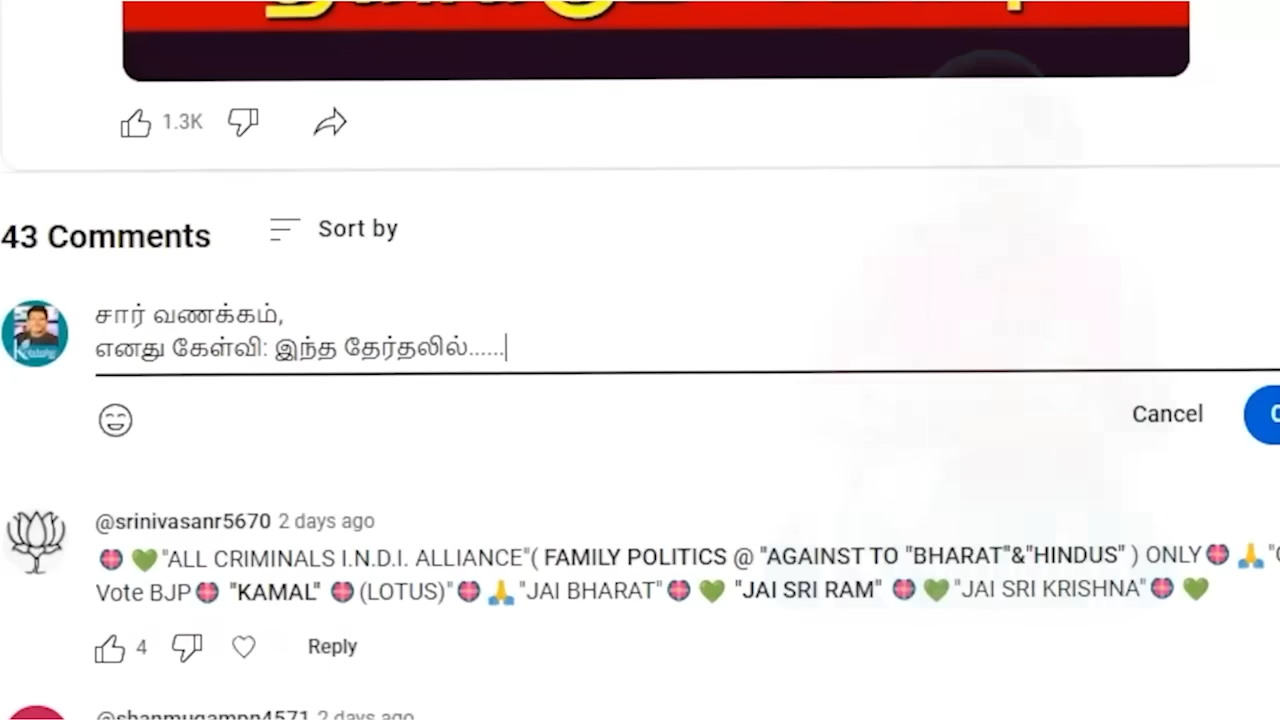 1.3K
43 Comments
Sort by
சார் வணக்கம்,
எனது கேள்வி: இந்த தேர்தலில்......
Cancel
@srinivasanr5670 2 days ago
"ALL CRIMINALS I.N.D.I. ALLIANCE"( FAMILY POLITICS @ "AGAINST TO "BHARAT"&"HINDUS" ) ONLY
Vote BJP "KAMAL" (LOTUS)" "JAI BHARAT" "JAI SRI RAM" "JAI SRI KRISHNA"
4
Reply
@shanmugampn4571 2 days ago